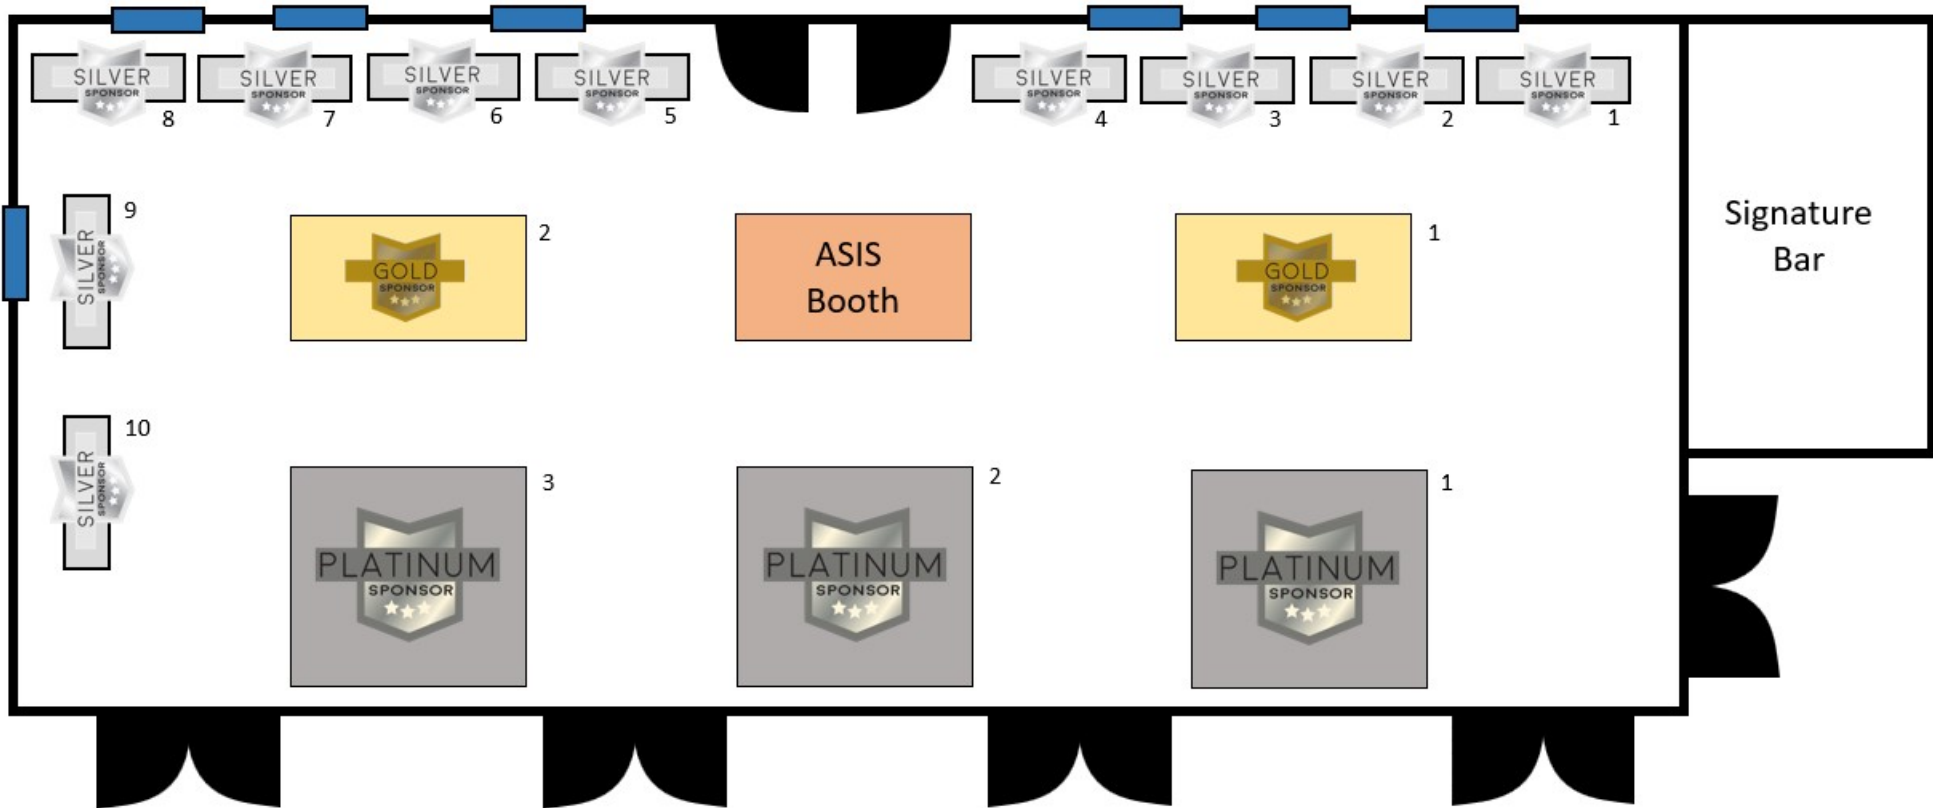 SILVER
SPONSOR
8
SILVER
SPONSOR
7
SILVER
SPONSOR
6
SILVER
SPONSOR
5
SILVER
SPONSOR
4
SILVER
SPONSOR
3
SILVER
SPONSOR
2
SILVER
SPONSOR
1
SILVER
SPONSOR
9
GOLD
SPONSOR
2
ASIS
Booth
GOLD
SPONSOR
1
Signature
Bar
SILVER
SPONSOR
10
PLATINUM
SPONSOR
3
PLATINUM
SPONSOR
2
PLATINUM
SPONSOR
1